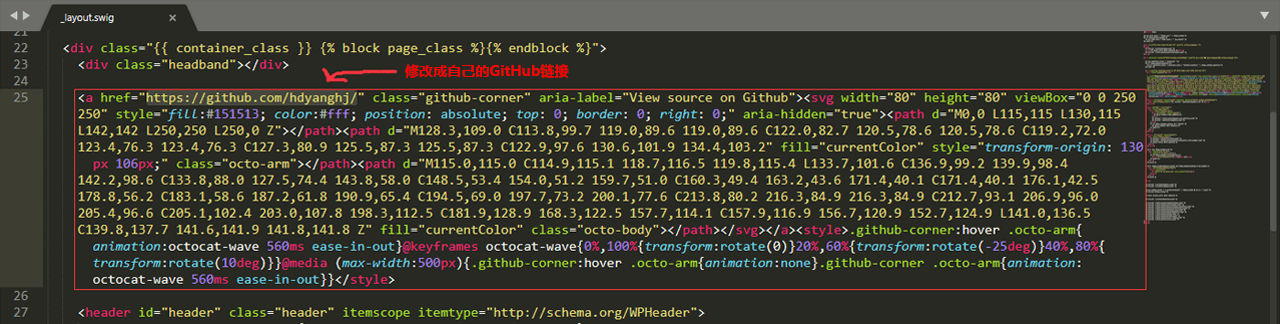 _layout.swig
21
22 <div class="{{ container_class }} {% block page_class %}{% endblock %}">
23 <div class="headband"></div>
24 修改成自己的GitHub链接
25 <a href="https://github.com/hdyanghj/" class="github-corner" aria-label="View source on Github"><svg width="80" height="80" viewBox="0 0 250
250" style="fill:#151513; color:#fff; position: absolute; top: 0; border: 0; right: 0;" aria-hidden="true"><path d="M0,0 L115,115 L130,115
L142,142 L250,250 L250,0 Z"></path><path d="M128.3,109.0 C113.8,99.7 119.0,89.6 119.0,89.6 C122.0,82.7 120.5,78.6 120.5,78.6 C119.2,72.0
123.4,76.3 123.4,76.3 C127.3,80.9 125.5,87.3 125.5,87.3 C122.9,97.6 130.6,101.9 134.4,103.2" fill="currentColor" style="transform-origin: 130
px 106px;" class="octo-arm"></path><path d="M115.0,115.0 C114.9,115.1 118.7,116.5 119.8,115.4 L133.7,101.6 C136.9,99.2 139.9,98.4
142.2,98.6 C133.8,88.0 127.5,74.4 143.8,58.0 C148.5,53.4 154.0,51.2 159.7,51.0 C160.3,49.4 163.2,43.6 171.4,40.1 C171.4,40.1 176.1,42.5
178.8,56.2 C183.1,58.6 187.2,61.8 190.9,65.4 C194.5,69.0 197.7,73.2 200.1,77.6 C213.8,80.2 216.3,84.9 216.3,84.9 C212.7,93.1 206.9,96.0
205.4,96.6 C205.1,102.4 203.0,107.8 198.3,112.5 C181.9,128.9 168.3,122.5 157.7,114.1 C157.9,116.9 156.7,120.9 152.7,124.9 L141.0,136.5
C139.8,137.7 141.6,141.9 141.8,141.8 Z" fill="currentColor" class="octo-body"></path></svg></a><style>.github-corner:hover .octo-arm{
animation:octocat-wave 560ms ease-in-out}@keyframes octocat-wave{0%,100%{transform:rotate(0)}20%,60%{transform:rotate(-25deg)}40%,80%{
transform:rotate(10deg)}}@media (max-width:500px){.github-corner:hover .octo-arm{animation:none}.github-corner .octo-arm{animation:
octocat-wave 560ms ease-in-out}}</style>
26
27 <header id="header" class="header" itemscope itemtype="http://schema.org/WPHeader">